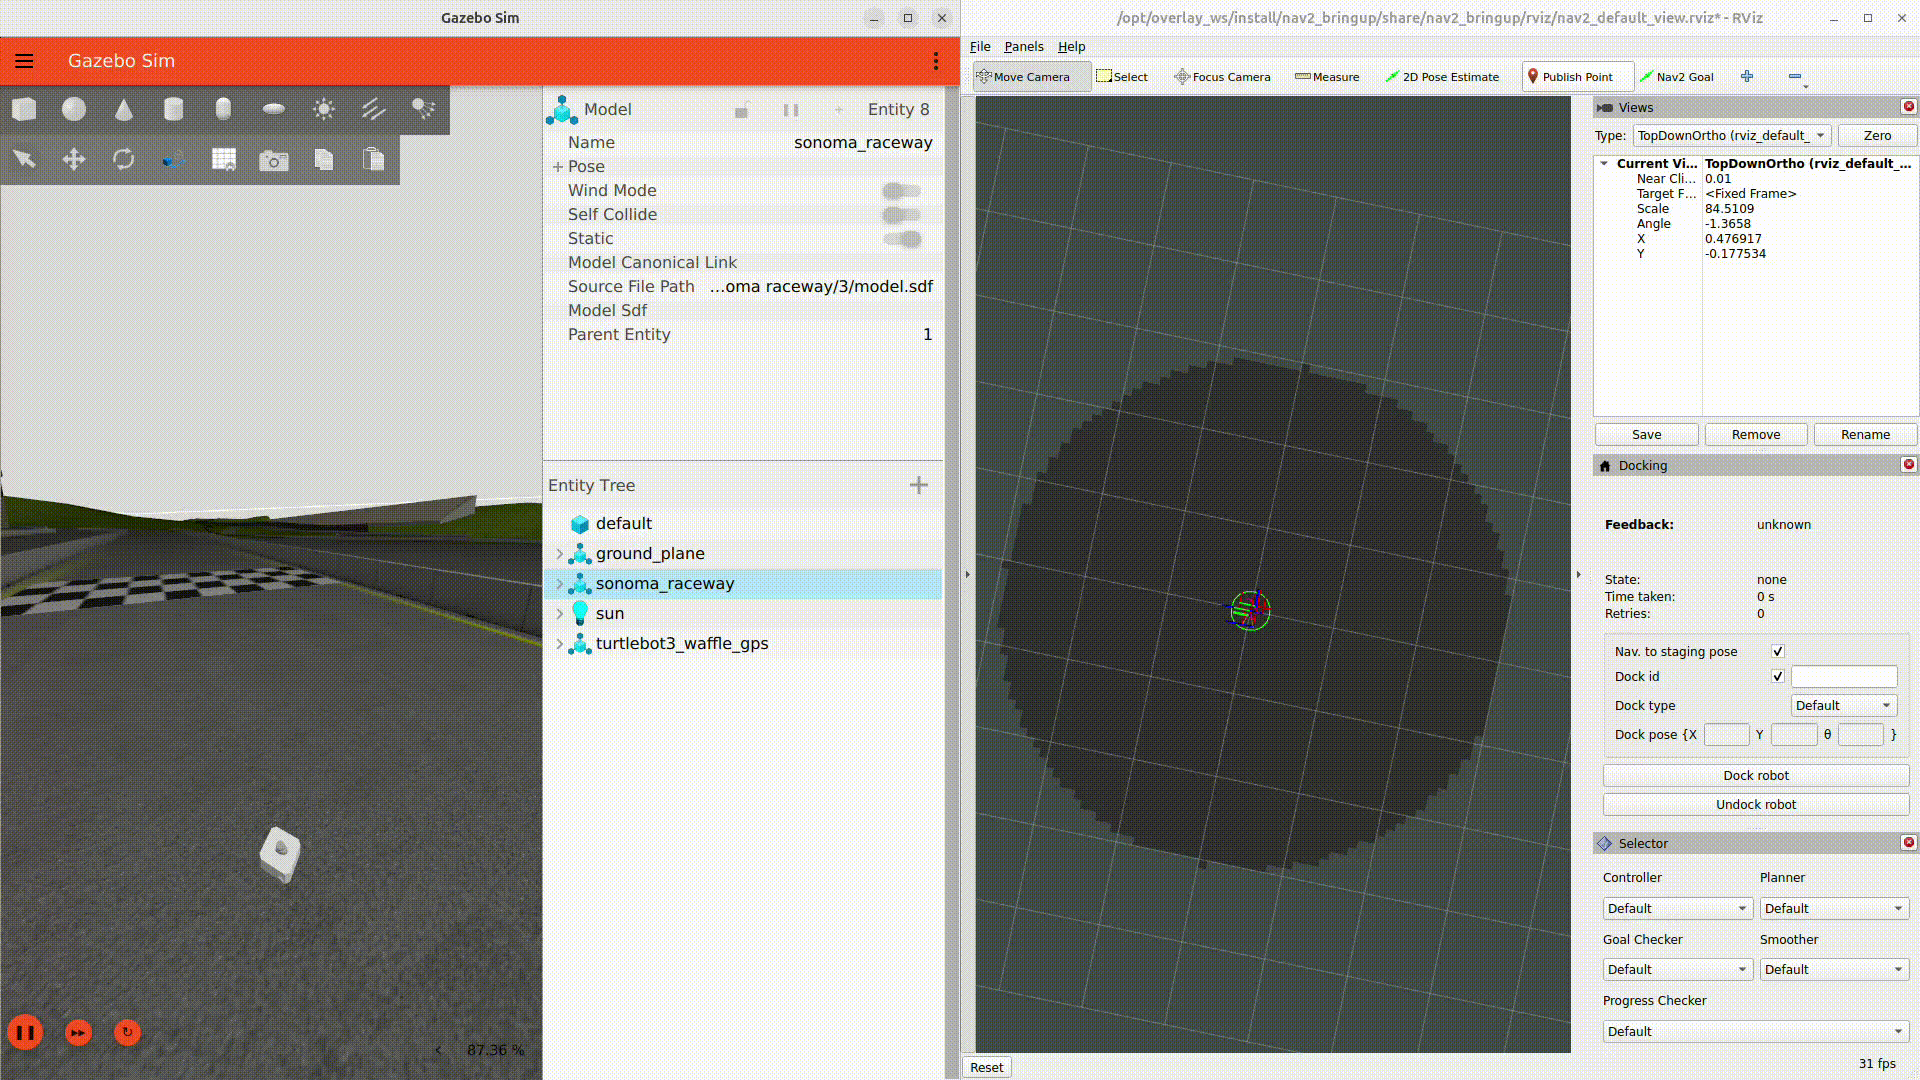 Gazebo Sim
Gazebo Sim
Model
Entity 8
Name
sonoma_raceway
Pose
Wind Mode
Self Collide
Static
Model Canonical Link
Source File Path
...oma raceway/3/model.sdf
Model Sdf
Parent Entity
1
Entity Tree
default
ground_plane
sonoma_raceway
sun
turtlebot3_waffle_gps
87.36 %
/opt/overlay_ws/install/nav2_bringup/share/nav2_bringup/rviz/nav2_default_view.rviz* - RViz
File Panels Help
Move Camera Select Focus Camera Measure 2D Pose Estimate Publish Point Nav2 Goal
Views
Type: TopDownOrtho (rviz_default_ Zero
Current Vi... TopDownOrtho (rviz_default_...
Near Cli... 0.01
Target F... <Fixed Frame>
Scale 84.5109
Angle -1.3658
X 0.476917
Y -0.177534
Save Remove Rename
Docking
Feedback: unknown
State: none
Time taken: 0 s
Retries: 0
Nav. to staging pose
Dock id
Dock type Default
Dock pose {X Y θ }
Dock robot
Undock robot
Selector
Controller Planner
Default Default
Goal Checker Smoother
Default Default
Progress Checker
Default
Reset
31 fps